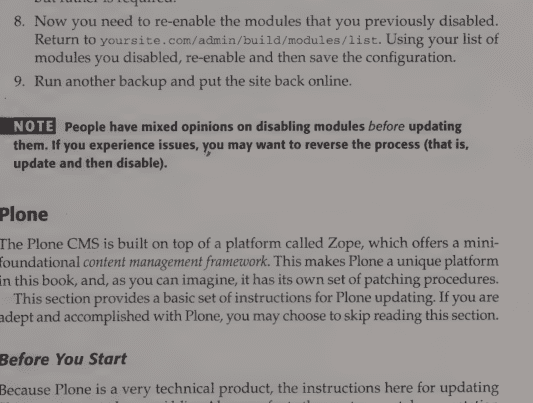 but rather is required.
8. Now you need to re-enable the modules that you previously disabled.
Return to yoursite.com/admin/build/modules/list. Using your list of
modules you disabled, re-enable and then save the configuration.
9. Run another backup and put the site back online.
NOTE People have mixed opinions on disabling modules before updating
them. If you experience issues, you may want to reverse the process (that is,
update and then disable).
Plone
The Plone CMS is built on top of a platform called Zope, which offers a mini-
foundational content management framework. This makes Plone a unique platform
in this book, and, as you can imagine, it has its own set of patching procedures.
This section provides a basic set of instructions for Plone updating. If you are
adept and accomplished with Plone, you may choose to skip reading this section.
Before You Start
Because Plone is a very technical product, the instructions here for updating